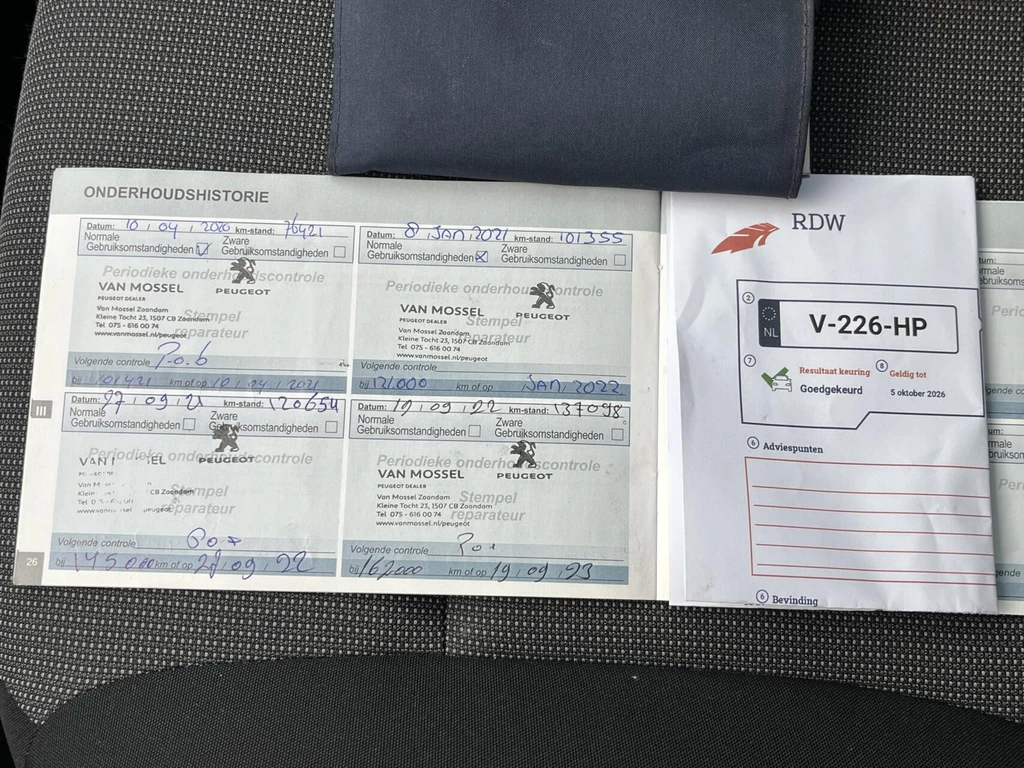 ONDERHOUDSHISTORIE
Datum: 10 , 04 , 2020 km-stand: 76421
Normale
Gebruiksomstandigheden
Zware
Gebruiksomstandigheden
Periodieke onderhoudscontrole
VAN MOSSEL
PEUGEOT DEALER
PEUGEOT
Van Mossel Zaandam
Kleine Tocht 23, 1507 CB Zaandam
Tel 075 - 616 00 74
www.vanmossel.nl/peugeot
Stempel
reparateur
Volgende controle P.o.b
bij 101421 km of op 10 , 04 , 2021
Datum: 8 , JAN , 2021 km-stand: 101355
Normale
Gebruiksomstandigheden
Zware
Gebruiksomstandigheden
Periodieke onderhoudscontrole
VAN MOSSEL
PEUGEOT DEALER
PEUGEOT
Van Mossel Zaandam
Kleine Tocht 23, 1507 CB Zaandam
Tel 075 - 616 00 74
www.vanmossel.nl/peugeot
Stempel
reparateur
Volgende controle
bij 121.000 km of op JAN, 2022
III
Datum: 27 , 09 , 21 km-stand: 120654
Normale
Gebruiksomstandigheden
Zware
Gebruiksomstandigheden
Periodieke onderhoudscontrole
PEUGEOT
CB Zaandam
Stempel
reparateur
Volgende controle
bij 145.000 km of op 27 , 09 , 22
26
Datum: 19 , 09 , 22 km-stand: 137098
Normale
Gebruiksomstandigheden
Zware
Gebruiksomstandigheden
Periodieke onderhoudscontrole
VAN MOSSEL
PEUGEOT DEALER
PEUGEOT
Van Mossel Zaandam
Kleine Tocht 23, 1507 CB Zaandam
Tel 075 - 616 00 74
www.vanmossel.nl/peugeot
Stempel
reparateur
Volgende controle
bij 162000 km of op 19 , 09 , 23
RDW
2
NL
V-226-HP
7 Resultaat keuring
Goedgekeurd
8 Geldig tot
5 oktober 2026
6 Adviespunten
6 Bevinding